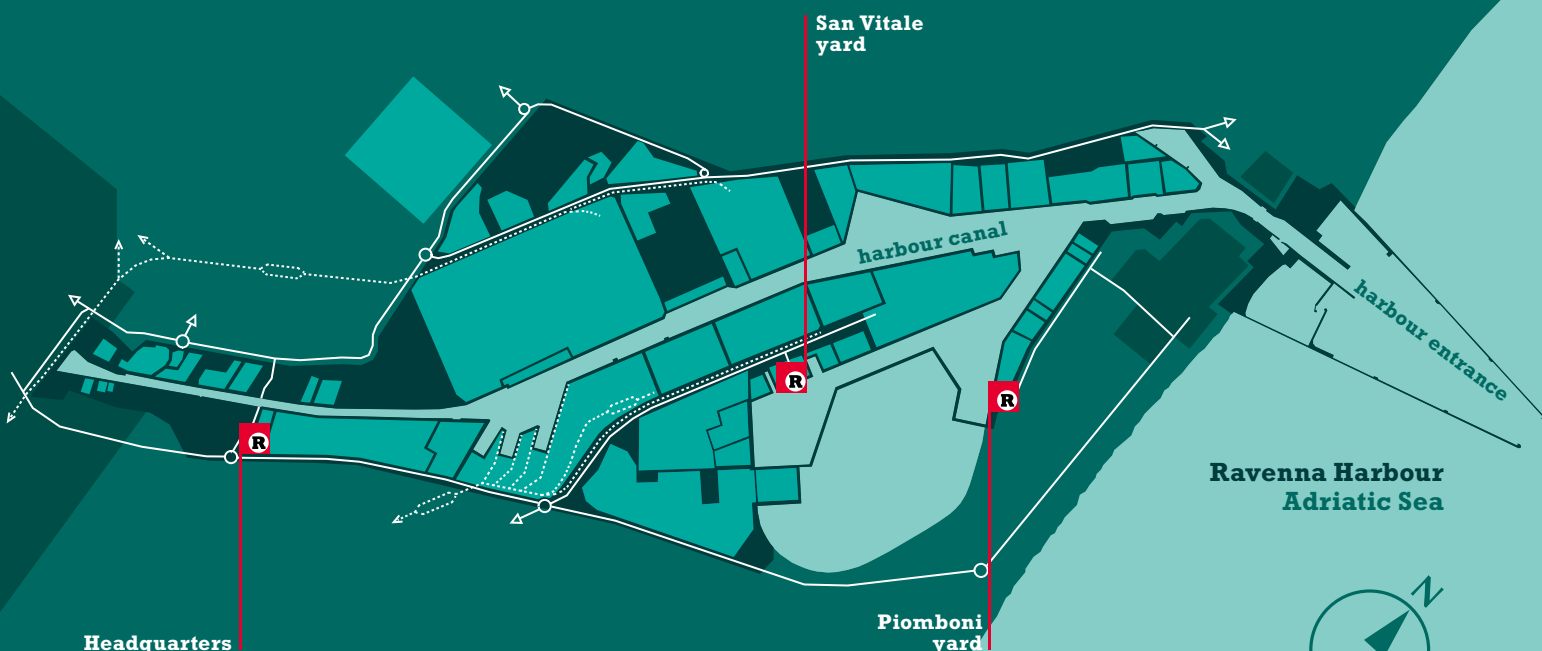 San Vitale
yard
harbour canal
harbour entrance
R
R
R
Ravenna Harbour
Adriatic Sea
N
Piomboni
yard
Headquarters